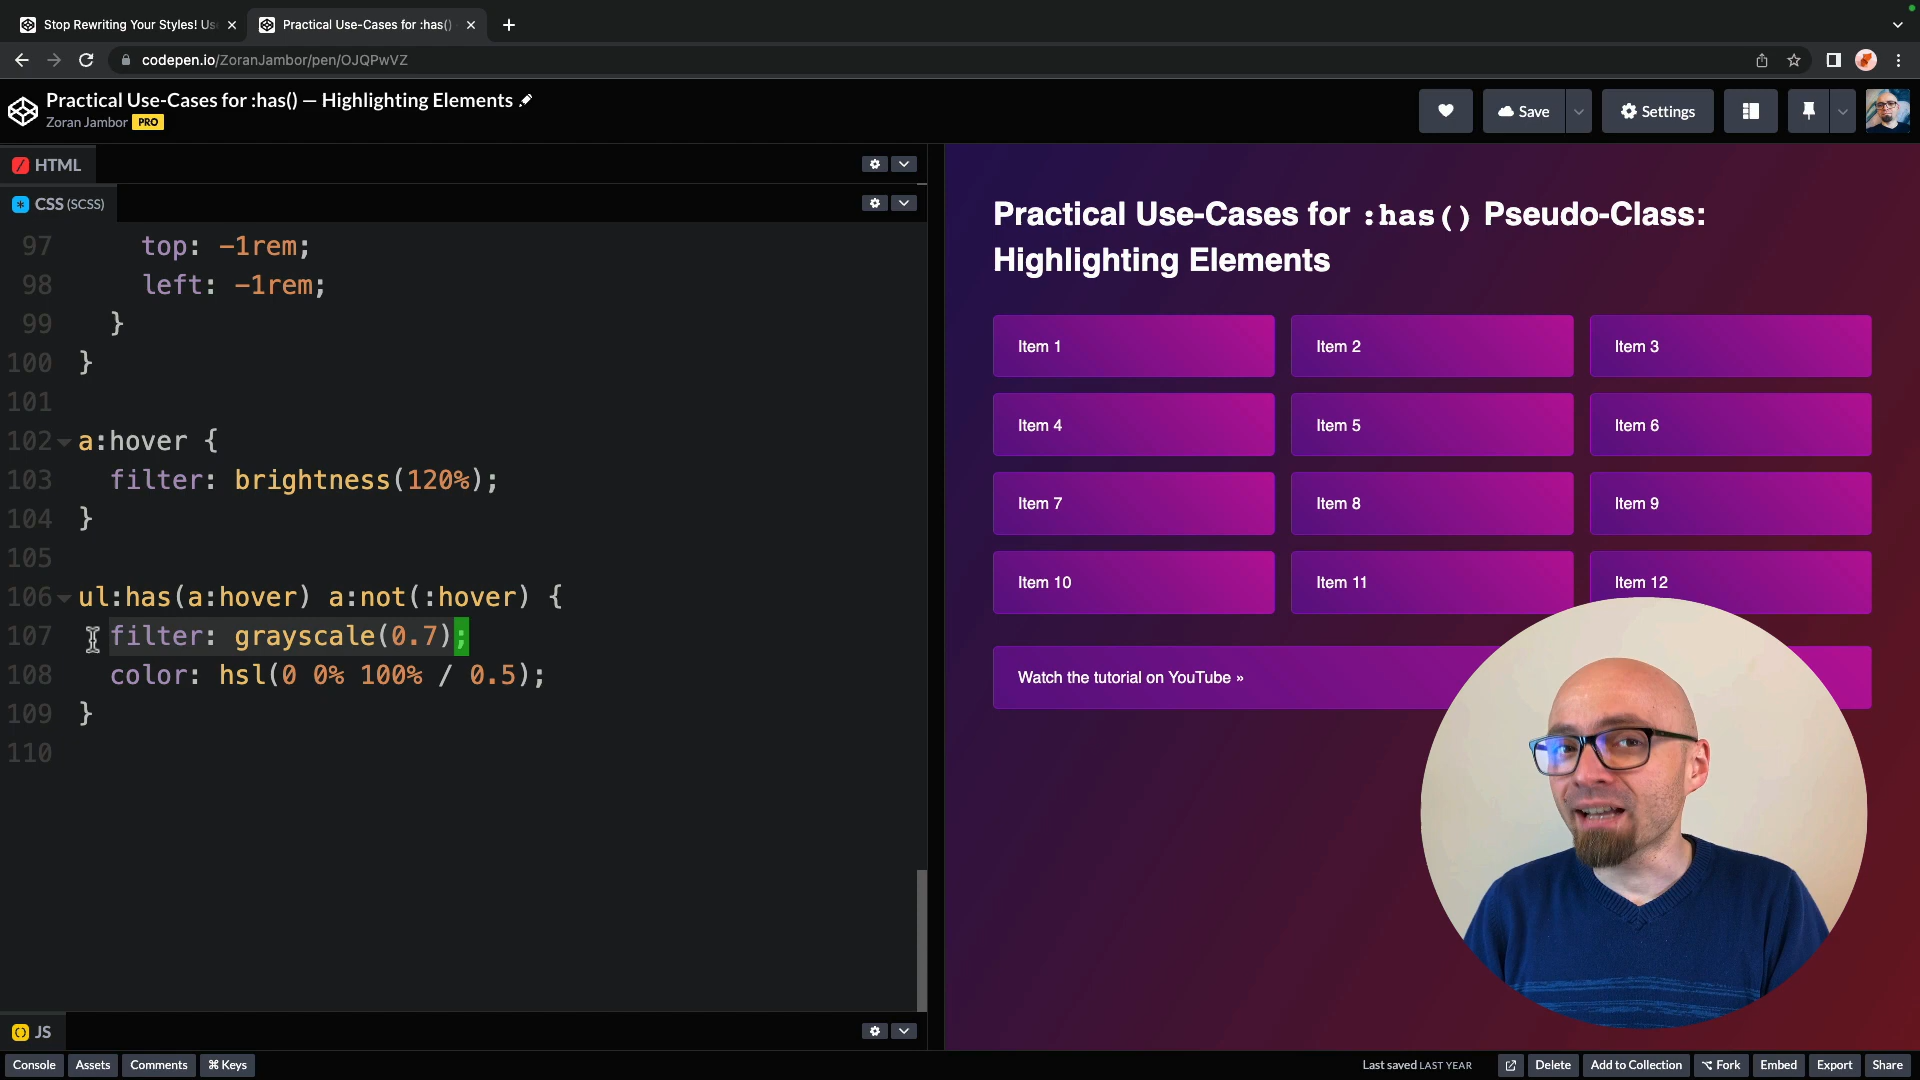 Stop Rewriting Your Styles! Us
Practical Use-Cases for :has()
codepen.io/ZoranJambor/pen/OJQPwVZ
Practical Use-Cases for :has() — Highlighting Elements
Zoran Jambor PRO
Save
Settings
HTML
CSS (SCSS)
97 top: -1rem;
98 left: -1rem;
99 }
100 }
101
102 a:hover {
103 filter: brightness(120%);
104 }
105
106 ul:has(a:hover) a:not(:hover) {
107 filter: grayscale(0.7);
108 color: hsl(0 0% 100% / 0.5);
109 }
110
JS
Practical Use-Cases for :has() Pseudo-Class:
Highlighting Elements
Item 1
Item 2
Item 3
Item 4
Item 5
Item 6
Item 7
Item 8
Item 9
Item 10
Item 11
Item 12
Watch the tutorial on YouTube »
Console
Assets
Comments
⌘ Keys
Last saved LAST YEAR
Delete
Add to Collection
Fork
Embed
Export
Share